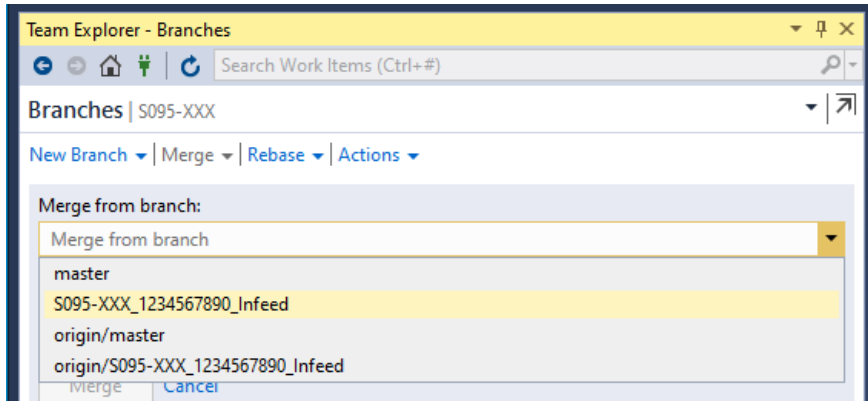 Team Explorer - Branches
Search Work Items (Ctrl+#)
Branches | S095-XXX
New Branch | Merge | Rebase | Actions
Merge from branch:
Merge from branch
master
S095-XXX_1234567890_Infeed
origin/master
origin/S095-XXX_1234567890_Infeed
Merge Cancel